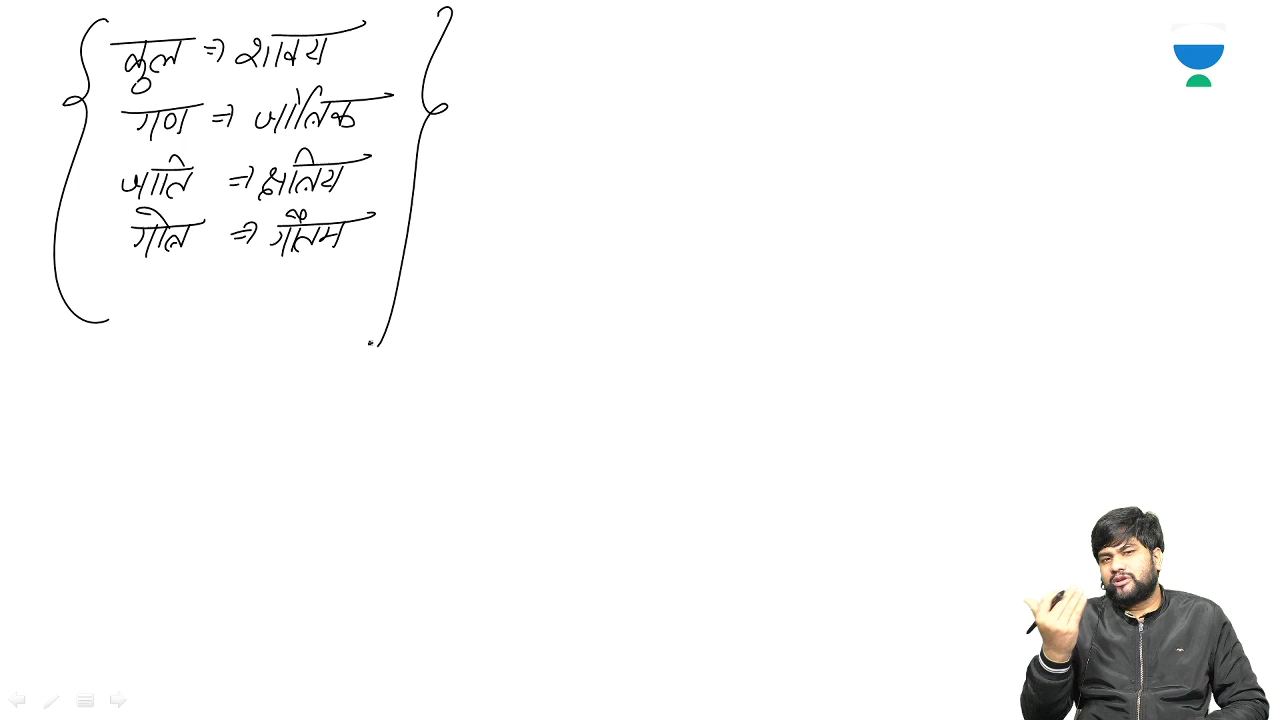 कुल ⇒ शाक्य
गण ⇒
जाति ⇒ क्षत्रिय
गोत्र ⇒ गौतम